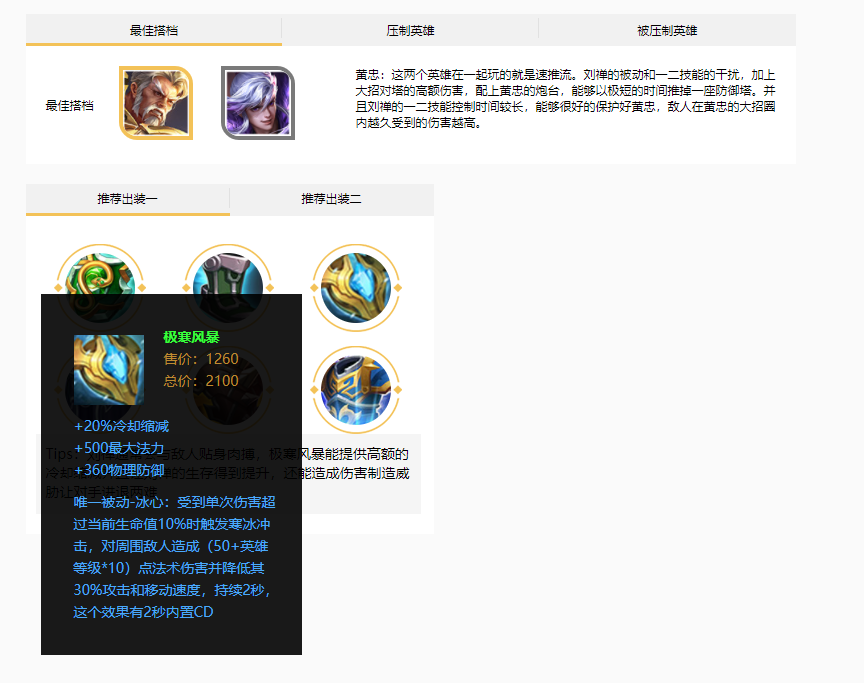 最佳搭档
压制英雄
被压制英雄
最佳搭档
黄忠：这两个英雄在一起玩的就是速推流。刘禅的被动和一二技能的干扰，加上
大招对塔的高额伤害，配上黄忠的炮台，能够以极短的时间推掉一座防御塔。并
且刘禅的一二技能控制时间较长，能够很好的保护好黄忠，敌人在黄忠的大招圈
内越久受到的伤害越高。
推荐出装一
推荐出装二
极寒风暴
售价：1260
总价：2100
+20%冷却缩减
+500最大法力
+360物理防御
唯一被动-冰心：受到单次伤害超
过当前生命值10%时触发寒冰冲
击，对周围敌人造成（50+英雄
等级*10）点法术伤害并降低其
30%攻击和移动速度，持续2秒，
这个效果有2秒内置CD
Tips：与敌人贴身肉搏，极寒风暴能提供高额的
的生存得到提升，还能造成伤害制造威
胁让对手